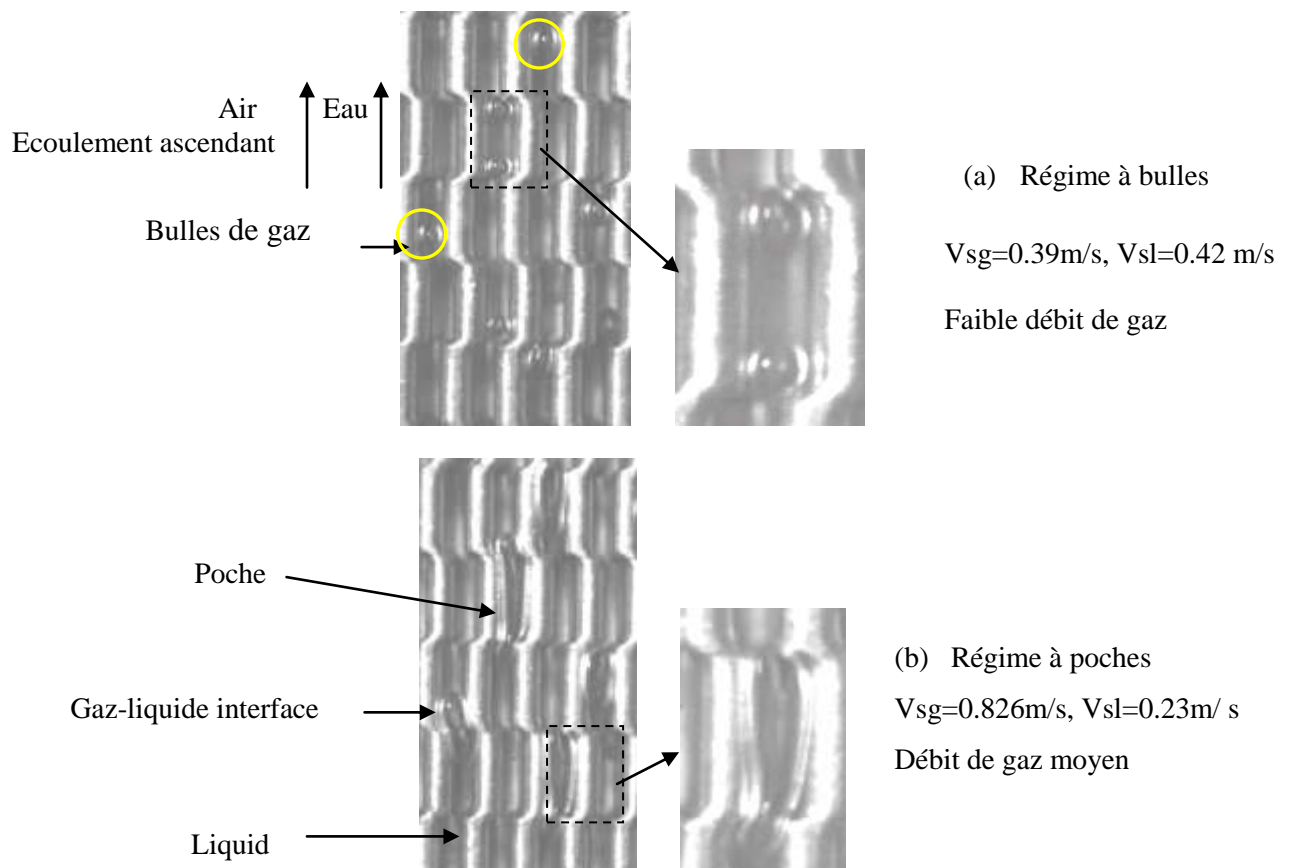 Air Eau
Ecoulement ascendant
Bulles de gaz
(a) Régime à bulles
Vsg=0.39m/s, Vsl=0.42 m/s
Faible débit de gaz
Poche
Gaz-liquide interface
Liquid
(b) Régime à poches
Vsg=0.826m/s, Vsl=0.23m/ s
Débit de gaz moyen